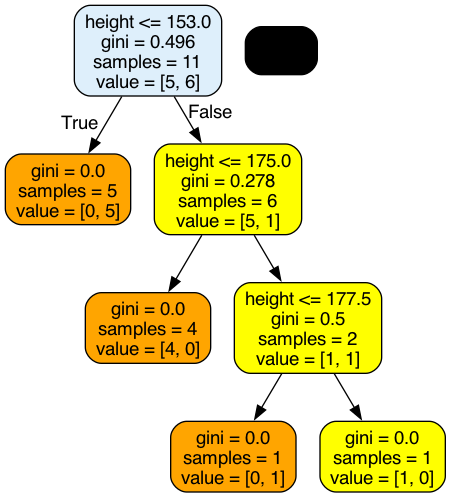 height <= 153.0
gini = 0.496
samples = 11
value = [5, 6]
True
False
gini = 0.0
samples = 5
value = [0, 5]
height <= 175.0
gini = 0.278
samples = 6
value = [5, 1]
gini = 0.0
samples = 4
value = [4, 0]
height <= 177.5
gini = 0.5
samples = 2
value = [1, 1]
gini = 0.0
samples = 1
value = [0, 1]
gini = 0.0
samples = 1
value = [1, 0]